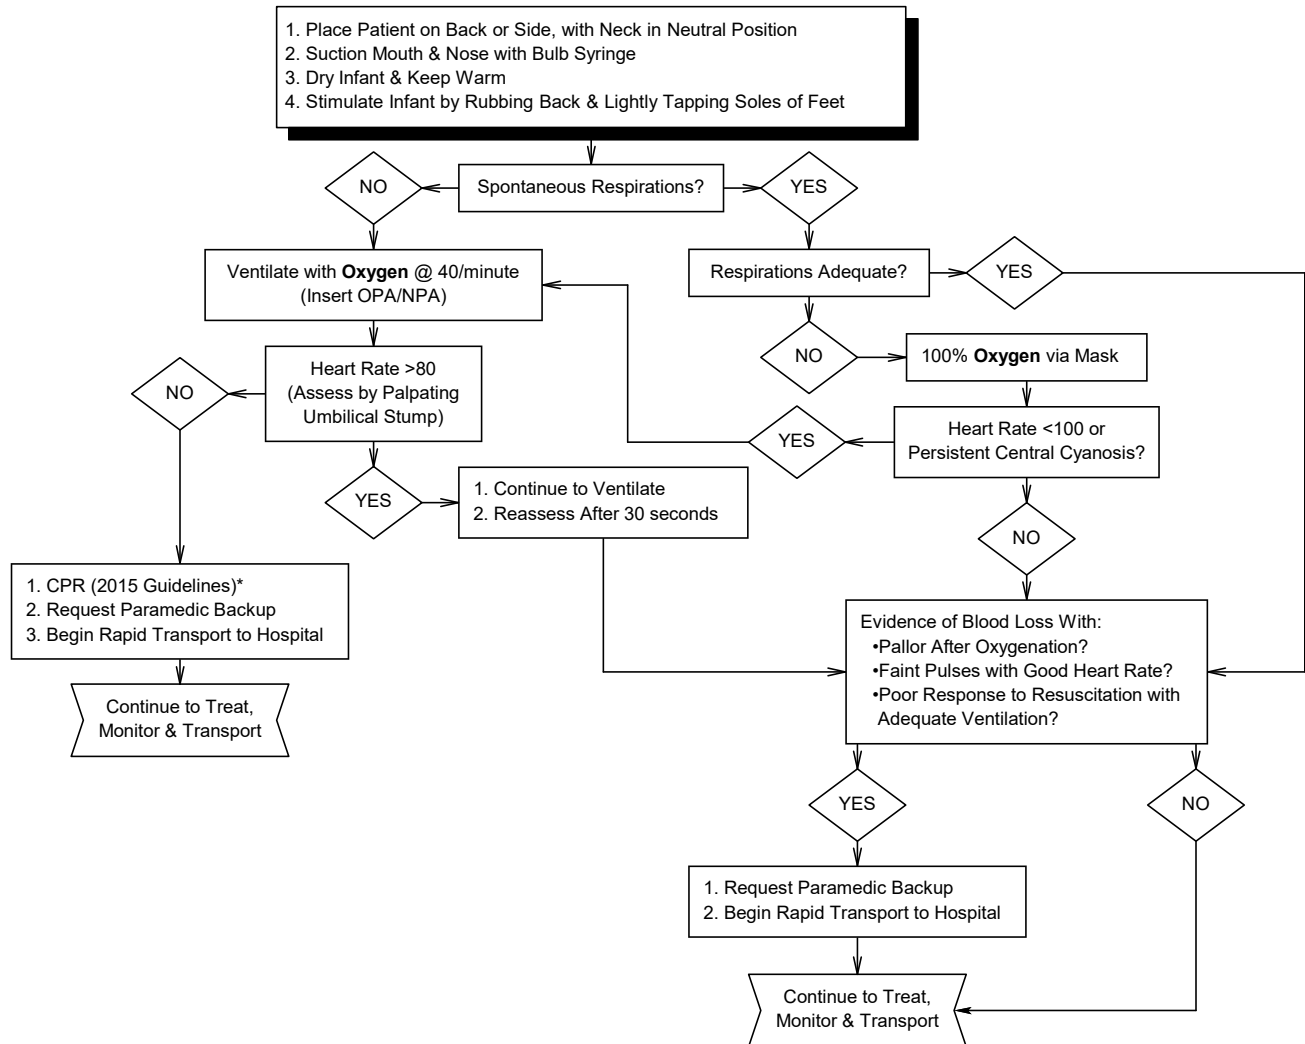 1. Place Patient on Back or Side, with Neck in Neutral Position
2. Suction Mouth & Nose with Bulb Syringe
3. Dry Infant & Keep Warm
4. Stimulate Infant by Rubbing Back & Lightly Tapping Soles of Feet
NO
Spontaneous Respirations?
YES
Ventilate with Oxygen @ 40/minute
(Insert OPA/NPA)
Respirations Adequate?
YES
NO
100% Oxygen via Mask
NO
Heart Rate >80
(Assess by Palpating
Umbilical Stump)
YES
Heart Rate <100 or
Persistent Central Cyanosis?
YES
1. Continue to Ventilate
2. Reassess After 30 seconds
NO
1. CPR (2015 Guidelines)*
2. Request Paramedic Backup
3. Begin Rapid Transport to Hospital
Evidence of Blood Loss With:
•Pallor After Oxygenation?
•Faint Pulses with Good Heart Rate?
•Poor Response to Resuscitation with
Adequate Ventilation?
Continue to Treat,
Monitor & Transport
YES
NO
1. Request Paramedic Backup
2. Begin Rapid Transport to Hospital
Continue to Treat,
Monitor & Transport